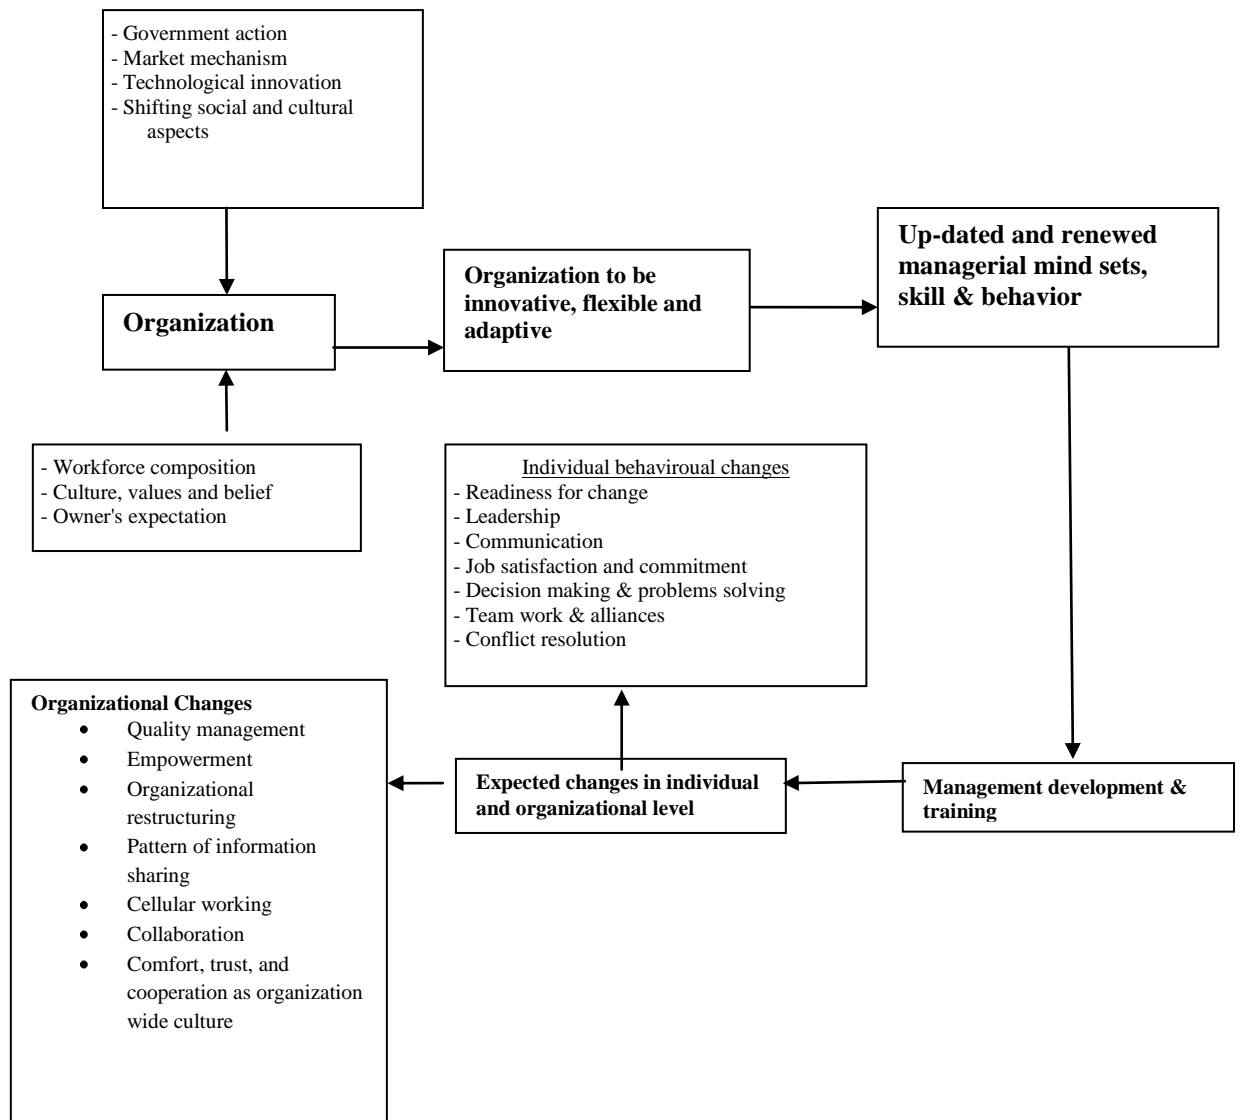 - Government action
- Market mechanism
- Technological innovation
- Shifting social and cultural
aspects
Organization
Organization to be
innovative, flexible and
adaptive
Up-dated and renewed
managerial mind sets,
skill & behavior
- Workforce composition
- Culture, values and belief
- Owner's expectation
Individual behaviroual changes
- Readiness for change
- Leadership
- Communication
- Job satisfaction and commitment
- Decision making & problems solving
- Team work & alliances
- Conflict resolution
Organizational Changes
• Quality management
• Empowerment
• Organizational
restructuring
• Pattern of information
sharing
• Cellular working
• Collaboration
• Comfort, trust, and
cooperation as organization
wide culture
Expected changes in individual
and organizational level
Management development &
training